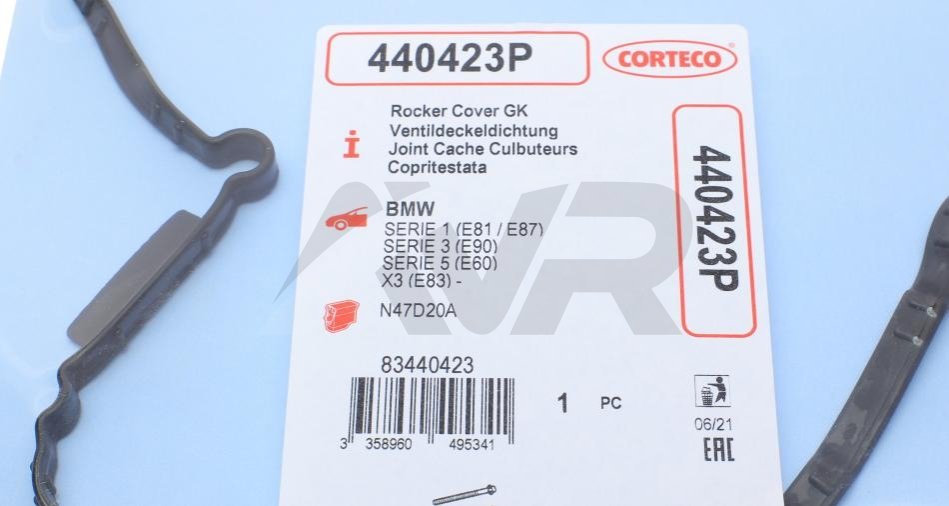 440423P
CORTECO
Rocker Cover GK
Ventildeckeldichtung
Joint Cache Culbuteurs
Copritestata
440423P
BMW
SERIE 1 (E81 / E87)
SERIE 3 (E90)
SERIE 5 (E60)
X3 (E83) -
N47D20A
83440423
1 PC
3 358960 495341
06/21
EAC
AVR